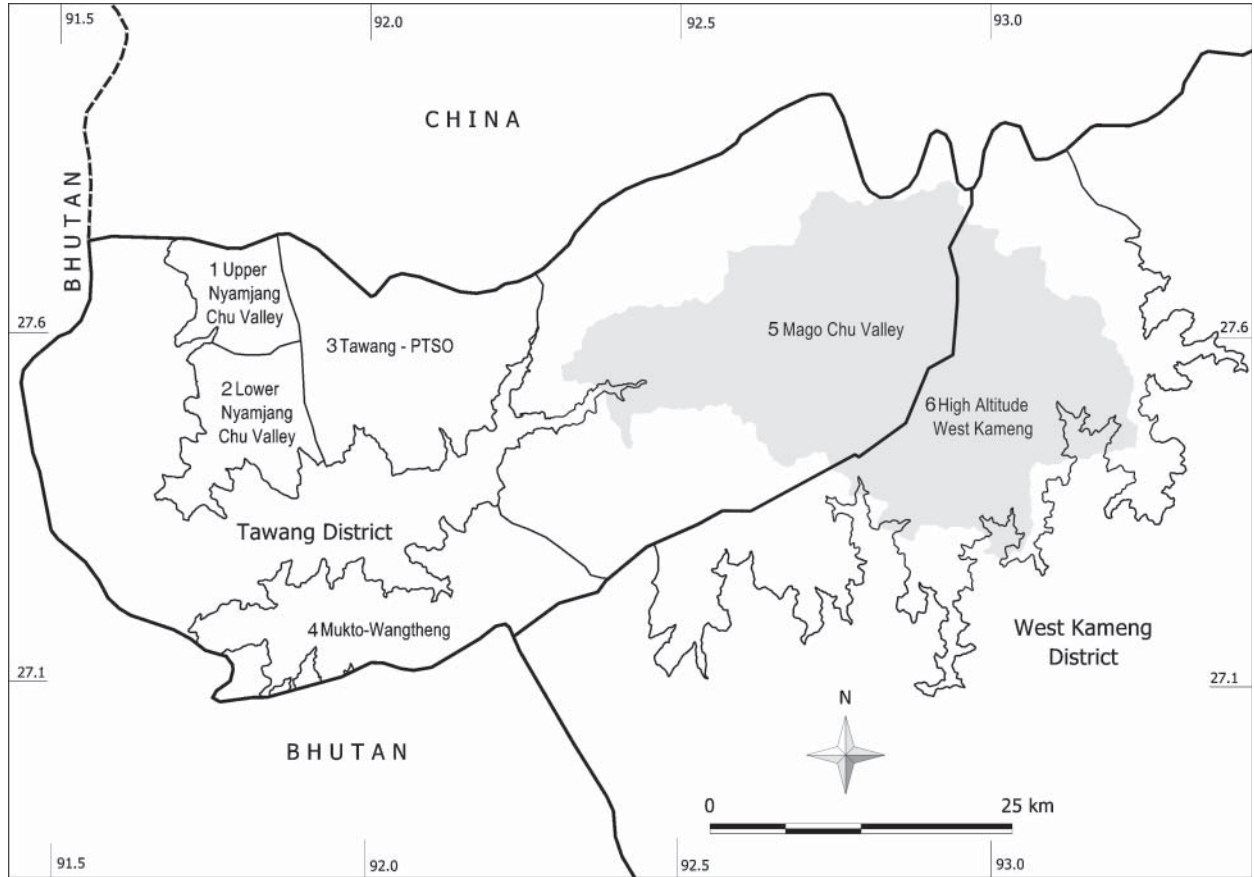 91.5
92.0
92.5
93.0
CHINA
BHUTAN
1 Upper
Nyamjang
Chu Valley
3 Tawang - PTSO
5 Mago Chu Valley
27.6
27.6
2 Lower
Nyamjang
Chu Valley
6 High Altitude
West Kameng
Tawang District
4 Mukto-Wangtheng
West Kameng
District
27.1
27.1
N
BHUTAN
0
25 km
91.5
92.0
92.5
93.0